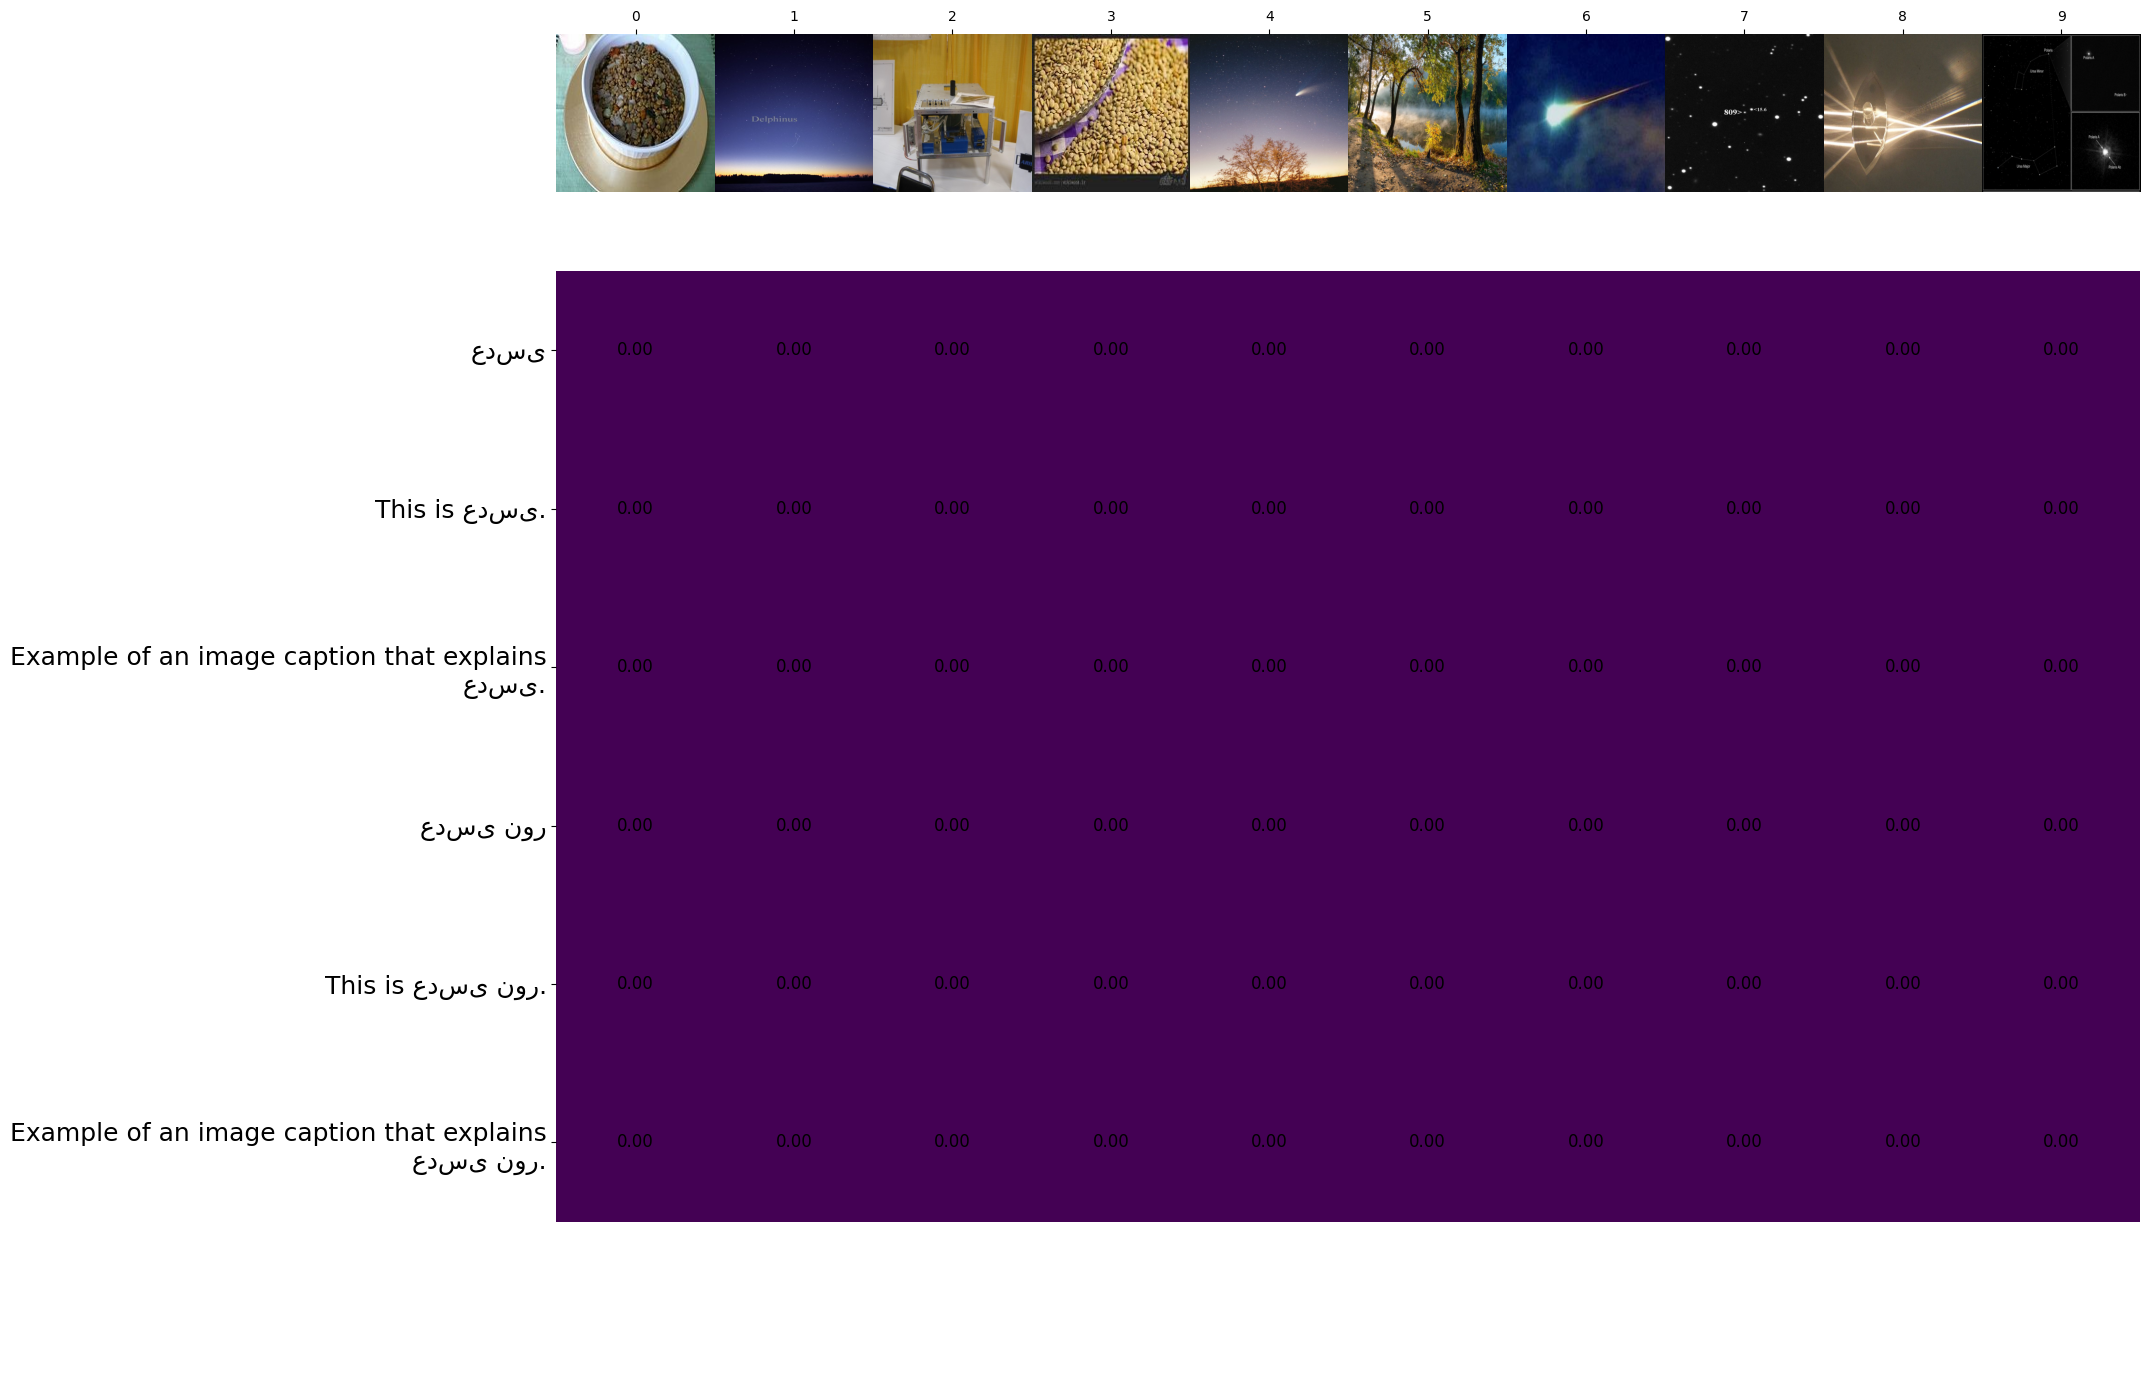 0 1 2 3 4 5 6 7 8 9
Delphinus
809>
عدسی 0.00 0.00 0.00 0.00 0.00 0.00 0.00 0.00 0.00 0.00
This is عدسی. 0.00 0.00 0.00 0.00 0.00 0.00 0.00 0.00 0.00 0.00
Example of an image caption that explains
عدسی. 0.00 0.00 0.00 0.00 0.00 0.00 0.00 0.00 0.00 0.00
عدسی نور 0.00 0.00 0.00 0.00 0.00 0.00 0.00 0.00 0.00 0.00
This is عدسی نور. 0.00 0.00 0.00 0.00 0.00 0.00 0.00 0.00 0.00 0.00
Example of an image caption that explains
عدسی نور. 0.00 0.00 0.00 0.00 0.00 0.00 0.00 0.00 0.00 0.00